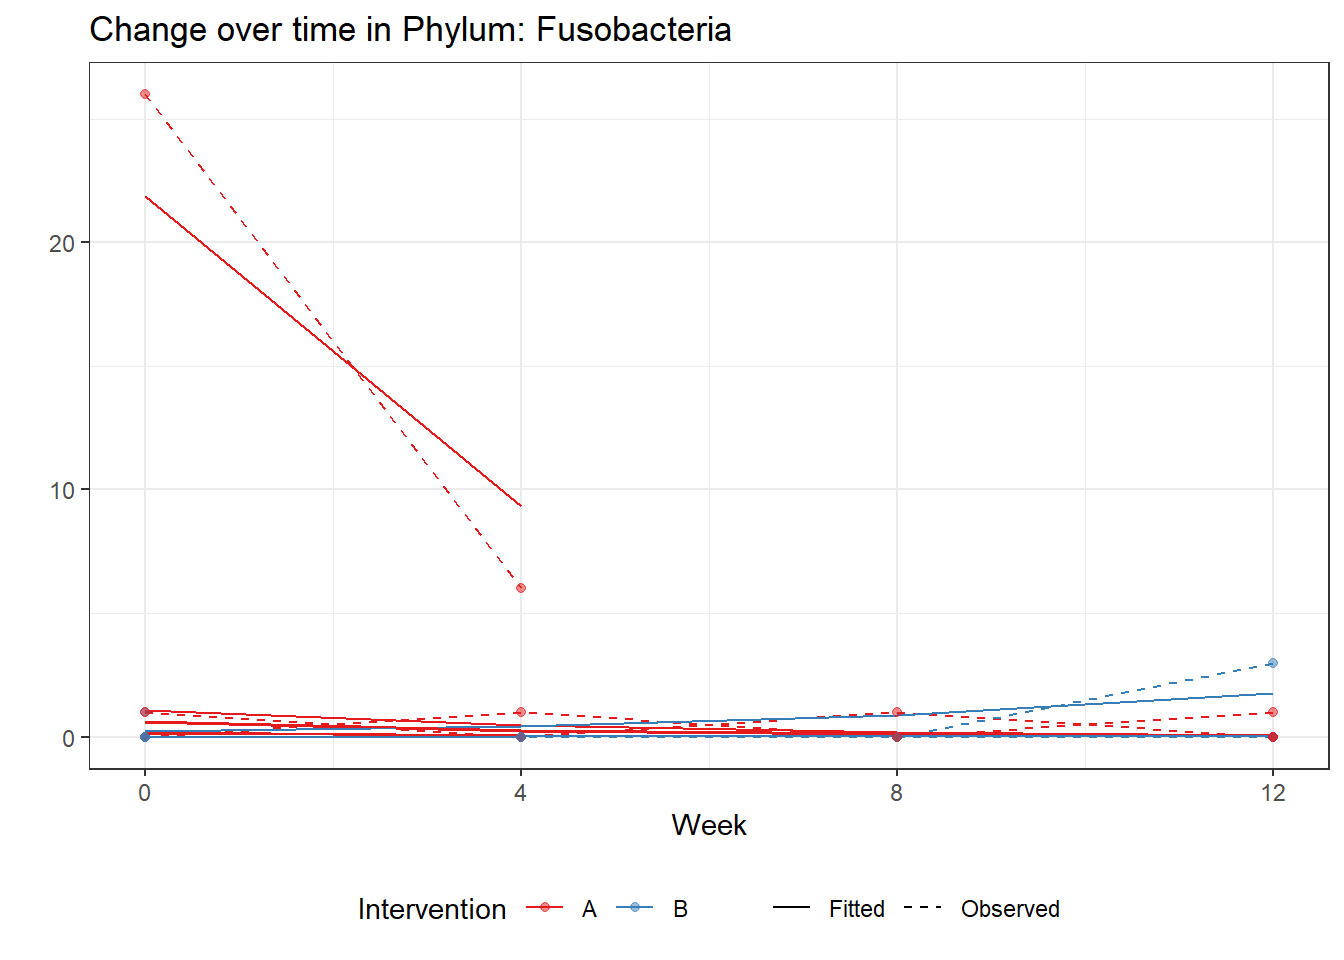 Change over time in Phylum: Fusobacteria
20
10
0
0 4 8 12
Week
Intervention A B Fitted Observed